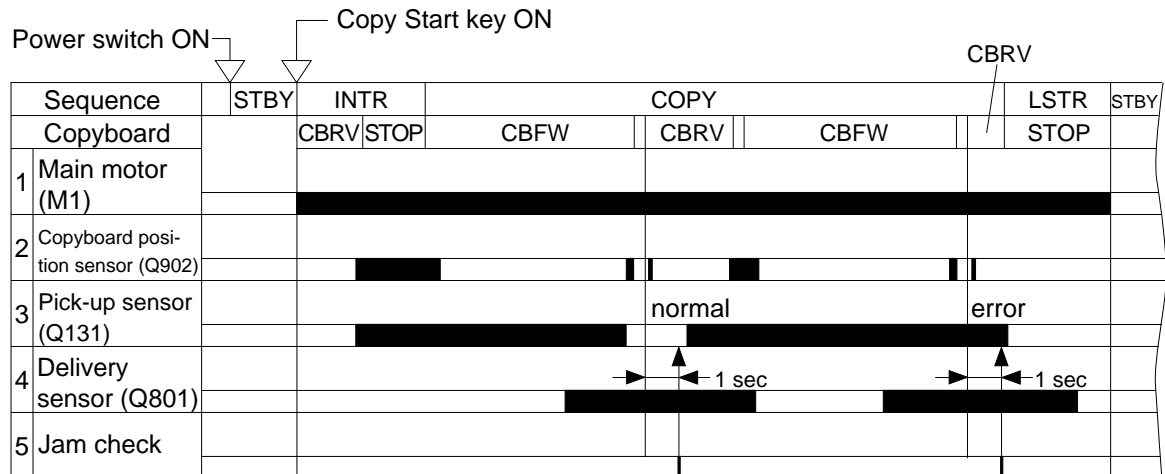 Copy Start key ON
Power switch ON
CBRV
Sequence STBY INTR COPY LSTR STBY
Copyboard CBRV STOP CBFW CBRV CBFW STOP
1 Main motor
(M1)
2 Copyboard posi-
tion sensor (Q902)
3 Pick-up sensor normal error
(Q131)
4 Delivery 1 sec 1 sec
sensor (Q801)
5 Jam check